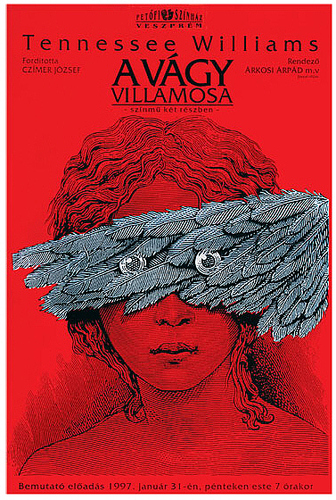 PETŐFI SZÍNHÁZ
VESZPRÉM
Tennessee Williams
Fordította
CZÍMER JÓZSEF
Rendező
ÁRKOSI ÁRPÁD m.v
A VÁGY
VILLAMOSA
- színmű két részben -
Bemutató előadás 1997. január 31-én, pénteken este 7 órakor